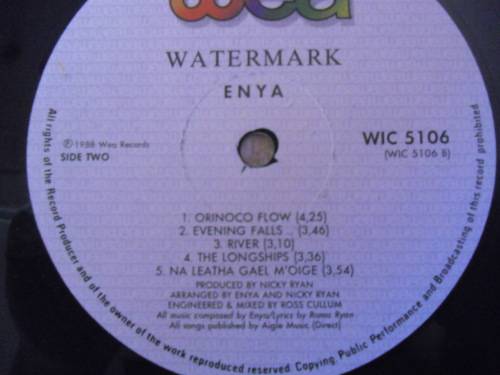 wea
WATERMARK
ENYA
℗ 1988 Wea Records
SIDE TWO
WIC 5106
(WIC 5106 B)
1. ORINOCO FLOW (4,25)
2. EVENING FALLS .. (3,46)
3. RIVER (3,10)
4. THE LONGSHIPS (3,36)
5. NA LEATHA GAEL M'OIGE (3,54)
PRODUCED BY NICKY RYAN
ARRANGED BY ENYA AND NICKY RYAN
ENGINEERED & MIXED BY ROSS CULLUM
All music composed by Enya/Lyrics by Roma Ryan
All songs published by Aigle Music (Direct)
All rights of the Record Producer and of the owner of the work reproduced reserved. Copying Public Performance and Broadcasting of this record prohibited.